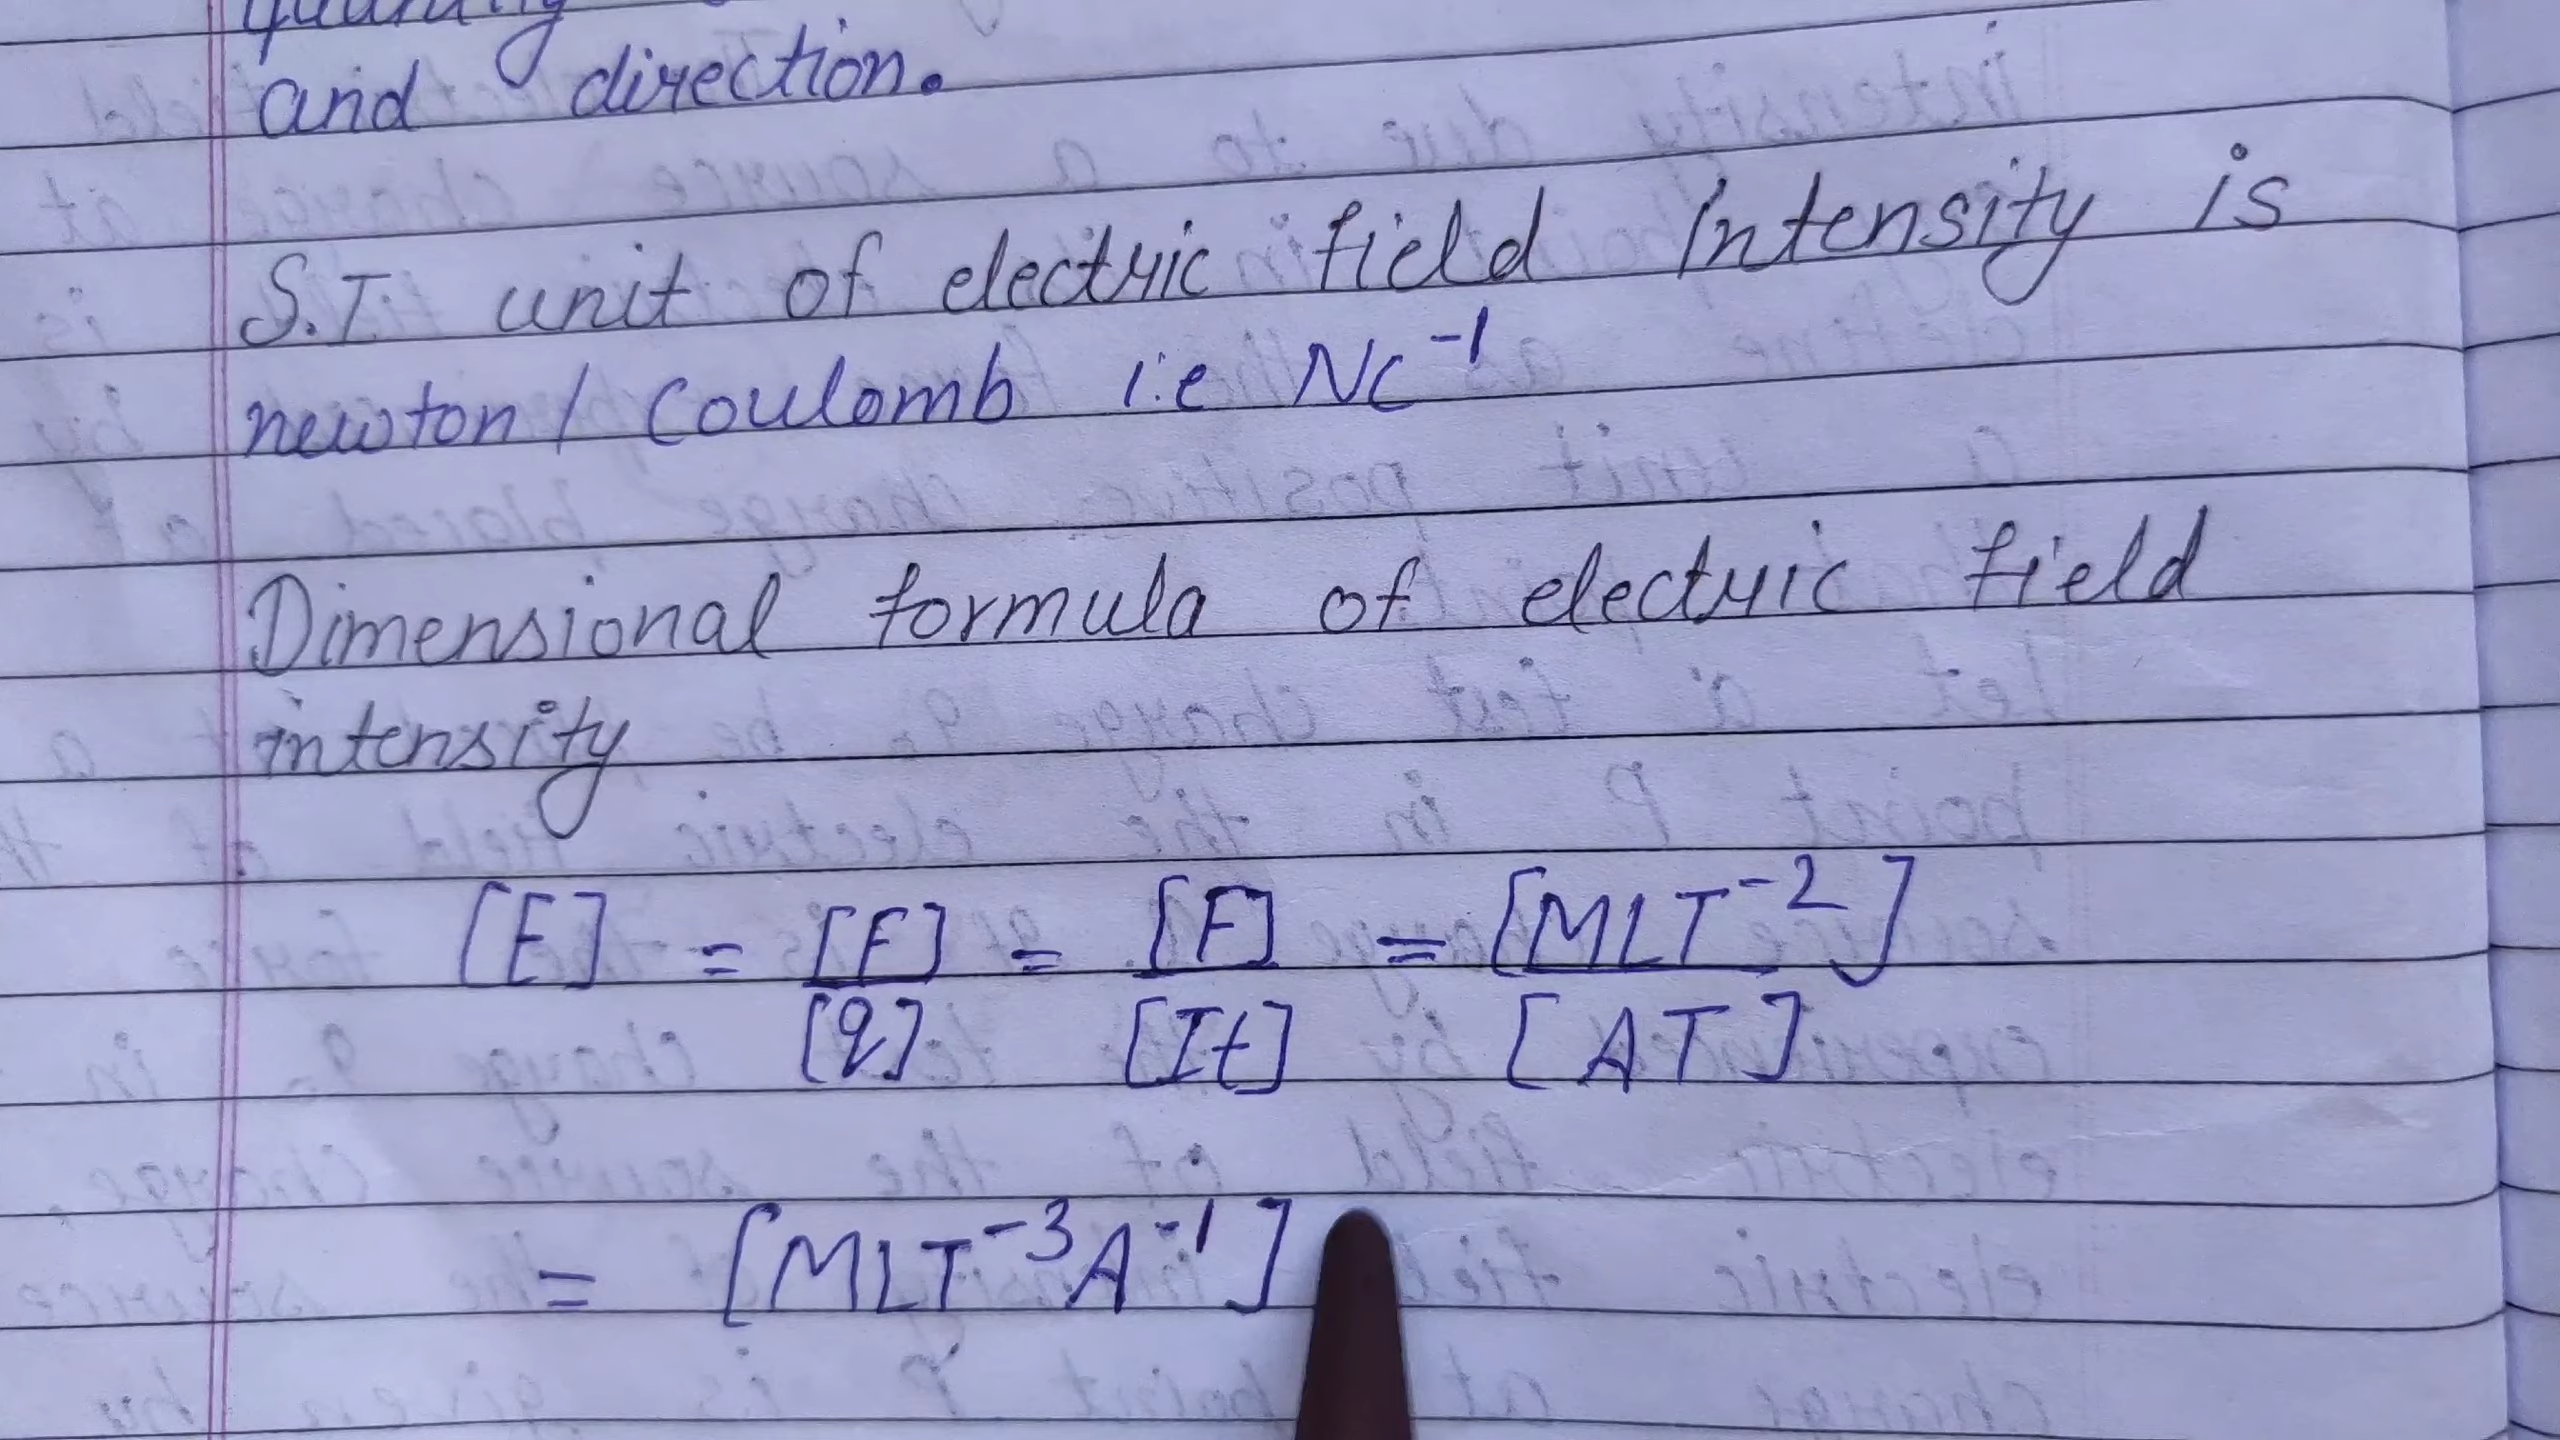 and direction.
S.I unit of electric field Intensity is
newton / Coulomb i.e NC⁻¹
Dimensional formula of electric field
intensity
[E] = [F]/[q] = [F]/[It] = [MLT⁻²]/[AT]
= [MLT⁻³A⁻¹]